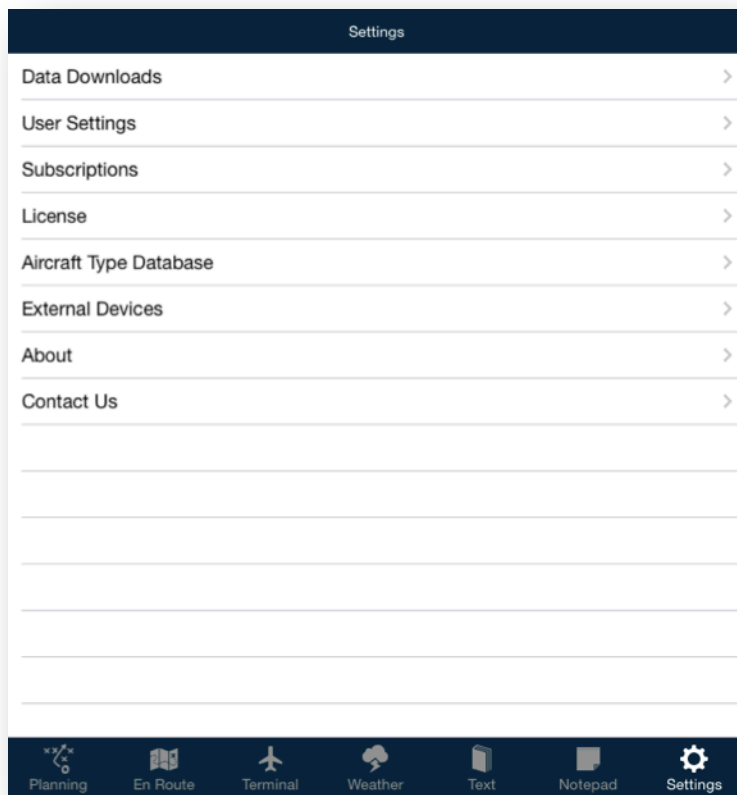 Settings
Data Downloads
User Settings
Subscriptions
License
Aircraft Type Database
External Devices
About
Contact Us
Planning En Route Terminal Weather Text Notepad Settings